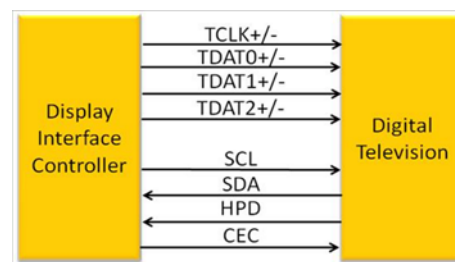 TCLK+/-
TDAT0+/-
TDAT1+/-
TDAT2+/-
Display
Interface
Controller
Digital
Television
SCL
SDA
HPD
CEC